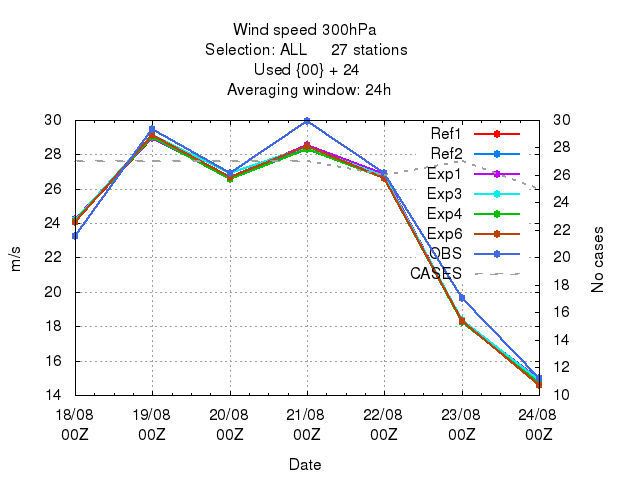 Wind speed 300hPa
Selection: ALL 27 stations
Used {00} + 24
Averaging window: 24h
30 30
28 28
26 26
24 24
22 22
20 20
18 18
16 16
14 14
12
10
m/s
No cases
Ref1
Ref2
Exp1
Exp3
Exp4
Exp6
OBS
CASES
18/08 19/08 20/08 21/08 22/08 23/08 24/08
00Z 00Z 00Z 00Z 00Z 00Z 00Z
Date